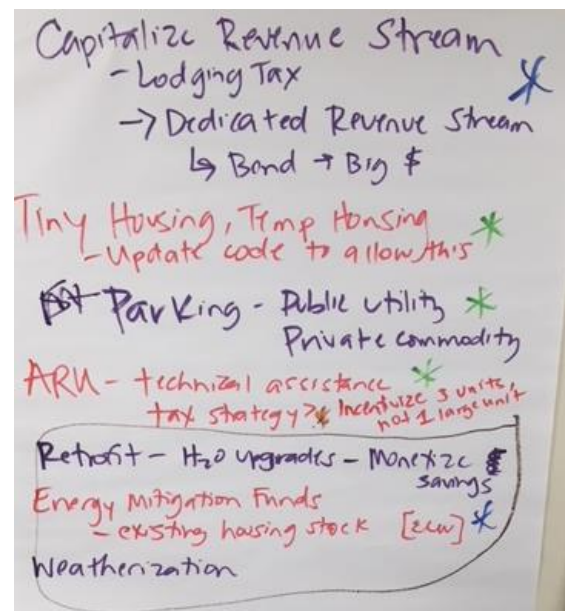 Capitalize Revenue Stream
- Lodging Tax
→ Dedicated Revenue Stream
↳ Bond → Big $
Tiny Housing, Temp Housing
- Update code to allow this
Parking - Public utility
Private commodity
ARU - technical assistance
tax strategy? Incentivize 3 units,
not 1 large unit
Retrofit - H₂O upgrades - Monetize
savings
Energy Mitigation Funds
- existing housing stock
Weatherization